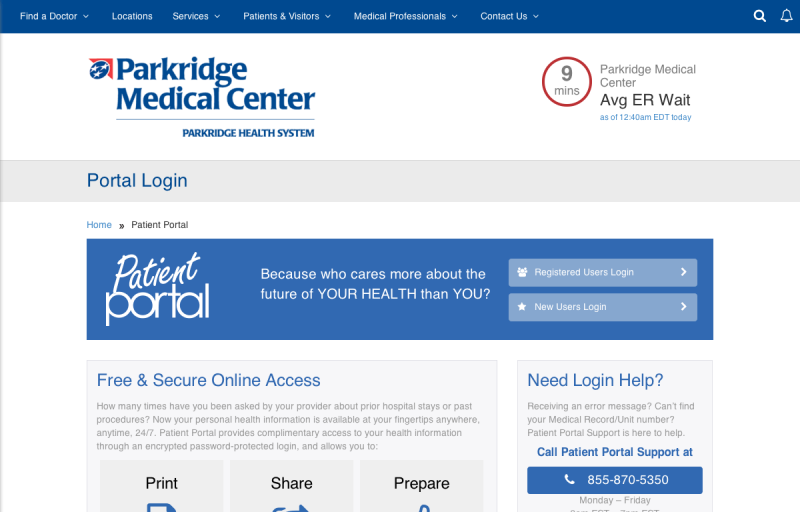 Find a Doctor Locations Services Patients & Visitors Medical Professionals Contact Us
Parkridge
Medical Center
PARKRIDGE HEALTH SYSTEM
9
mins
Parkridge Medical
Center
Avg ER Wait
as of 12:40am EDT today
Portal Login
Home » Patient Portal
Patient
portal
Because who cares more about the
future of YOUR HEALTH than YOU?
Registered Users Login
New Users Login
Free & Secure Online Access
How many times have you been asked by your provider about prior hospital stays or past
procedures? Now your personal health information is available at your fingertips anywhere,
anytime, 24/7. Patient Portal provides complimentary access to your health information
through an encrypted password-protected login, and allows you to:
Print
Share
Prepare
Need Login Help?
Receiving an error message? Can't find
your Medical Record/Unit number?
Patient Portal Support is here to help.
Call Patient Portal Support at
855-870-5350
Monday – Friday